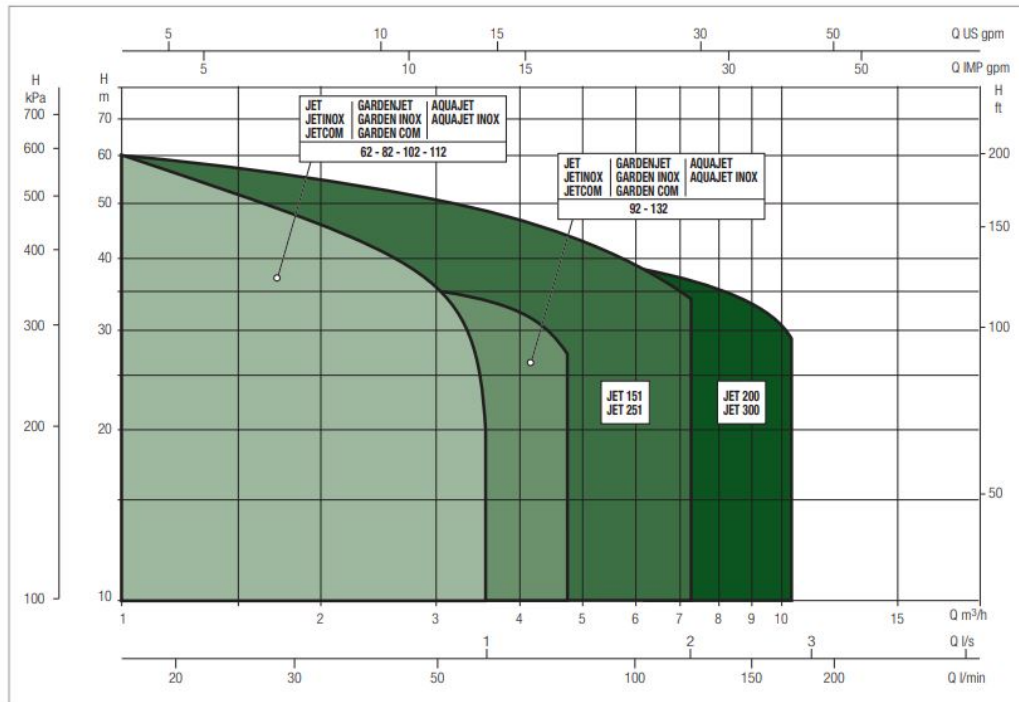 5 10 15 30 50 Q US gpm
5 10 15 30 50 Q IMP gpm
H kPa
H m
H ft
700
600
500
400
300
200
100
70
60
50
40
30
20
10
200
150
100
50
JET GARDENJET AQUAJET
JETINOX GARDEN INOX AQUAJET INOX
JETCOM GARDEN COM
62 - 82 - 102 - 112
JET GARDENJET AQUAJET
JETINOX GARDEN INOX AQUAJET INOX
JETCOM GARDEN COM
92 - 132
JET 151
JET 251
JET 200
JET 300
1 2 3 4 5 6 7 8 9 10 15 Q m³/h
1 2 3 Q l/s
20 30 50 100 150 200 Q l/min